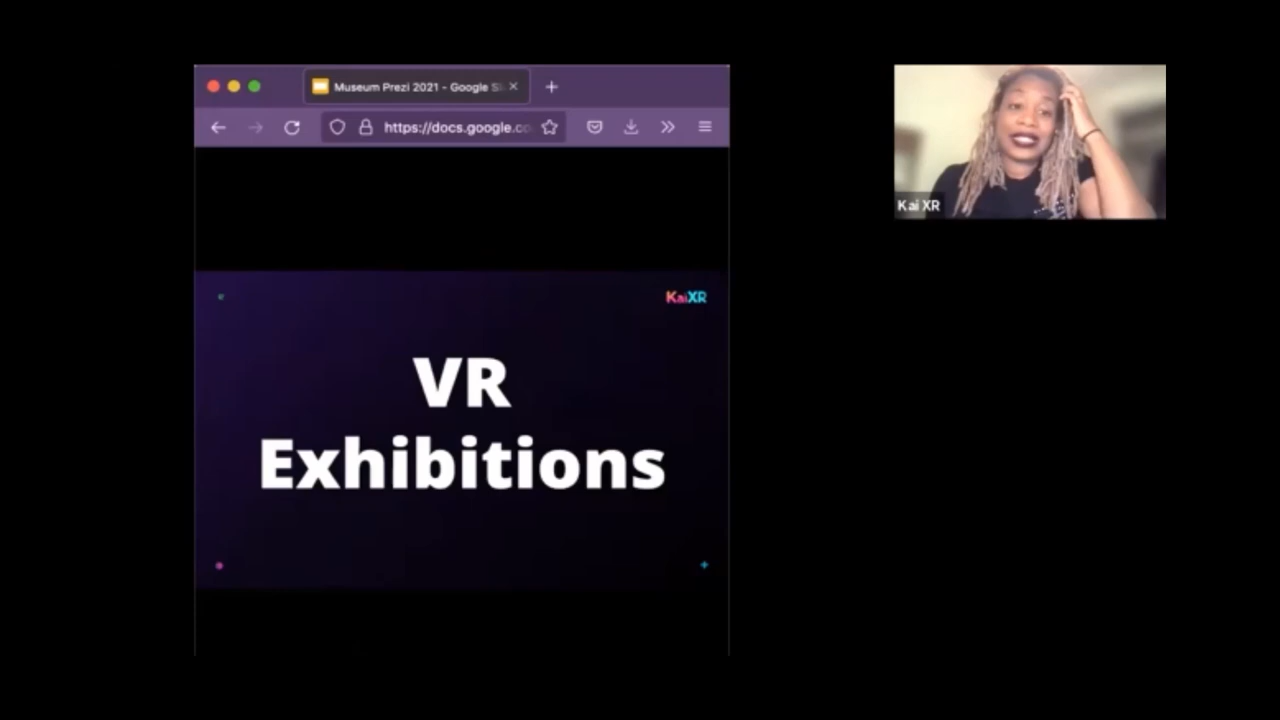 Museum Prezi 2021 - Google Sl
https://docs.google.co
KaiXR
VR
Exhibitions
Kai XR